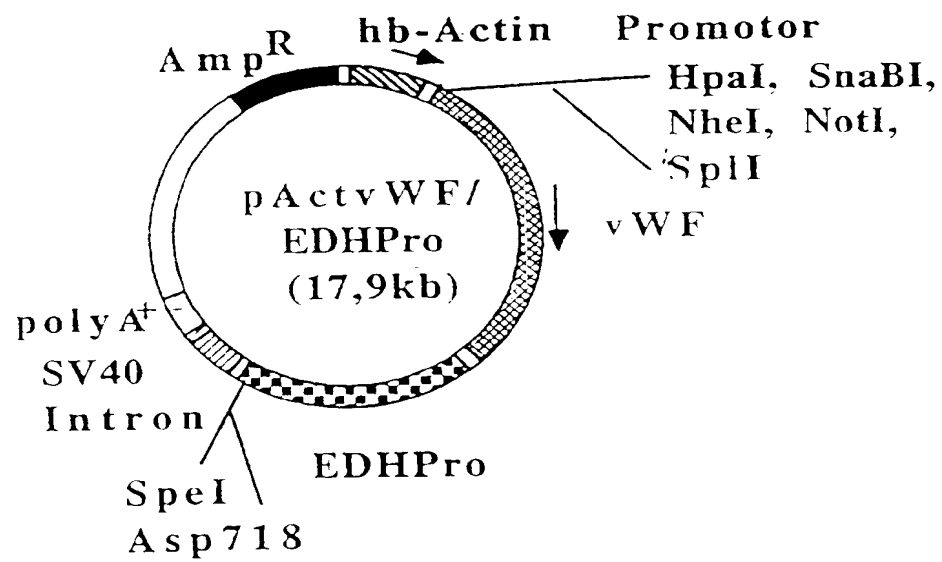 Amp^R
hb-Actin Promotor
HpaI, SnaBI,
NheI, NotI,
SplI
pActvWF/
EDHPro
(17,9kb)
vWF
polyA+
SV40
Intron
EDHPro
SpeI
Asp718